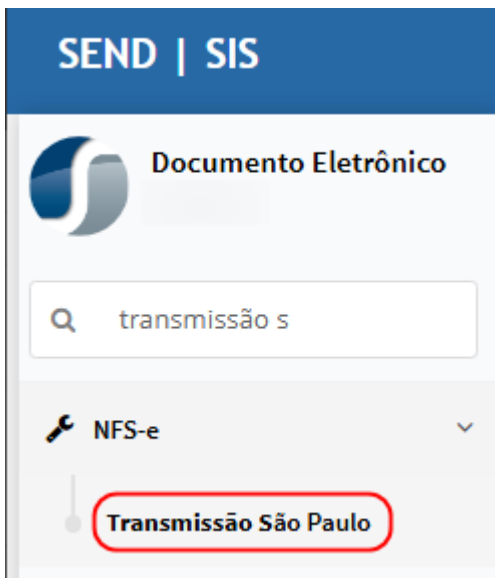 SEND | SIS
Documento Eletrônico
transmissão s
NFS-e
Transmissão São Paulo